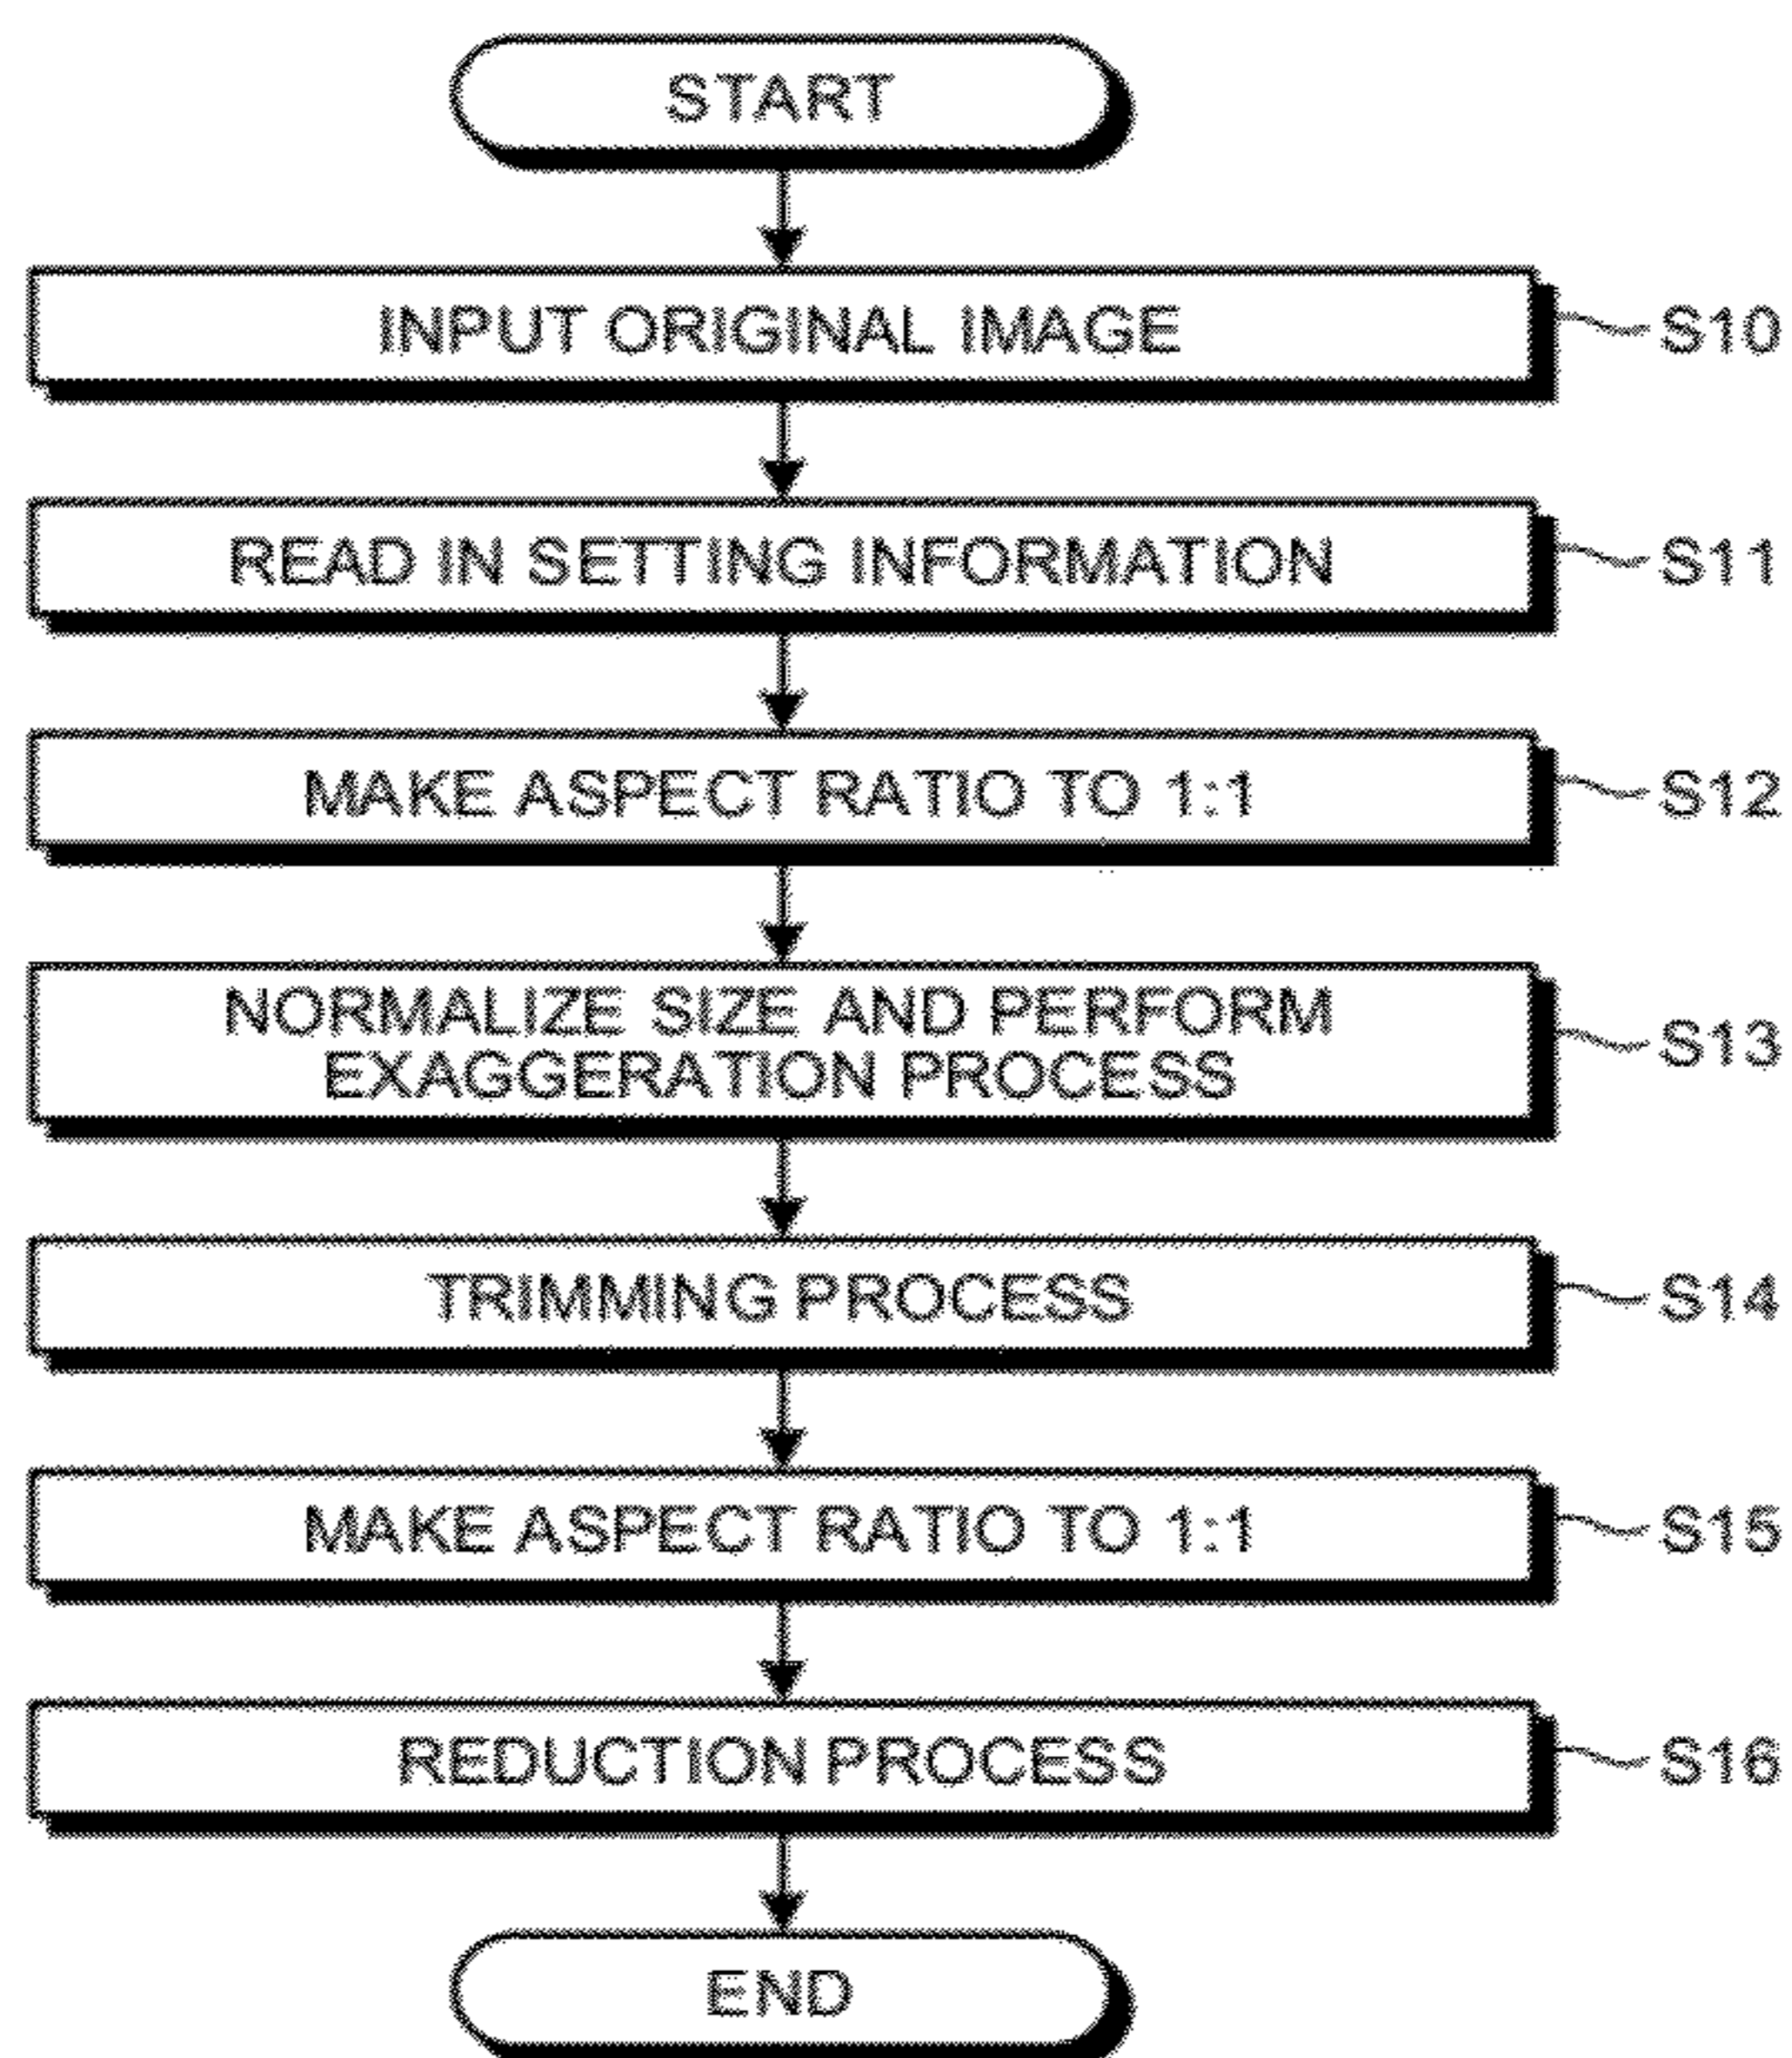 START
INPUT ORIGINAL IMAGE
S10
READ IN SETTING INFORMATION
S11
MAKE ASPECT RATIO TO 1:1
S12
NORMALIZE SIZE AND PERFORM
EXAGGERATION PROCESS
S13
TRIMMING PROCESS
S14
MAKE ASPECT RATIO TO 1:1
S15
REDUCTION PROCESS
S16
END